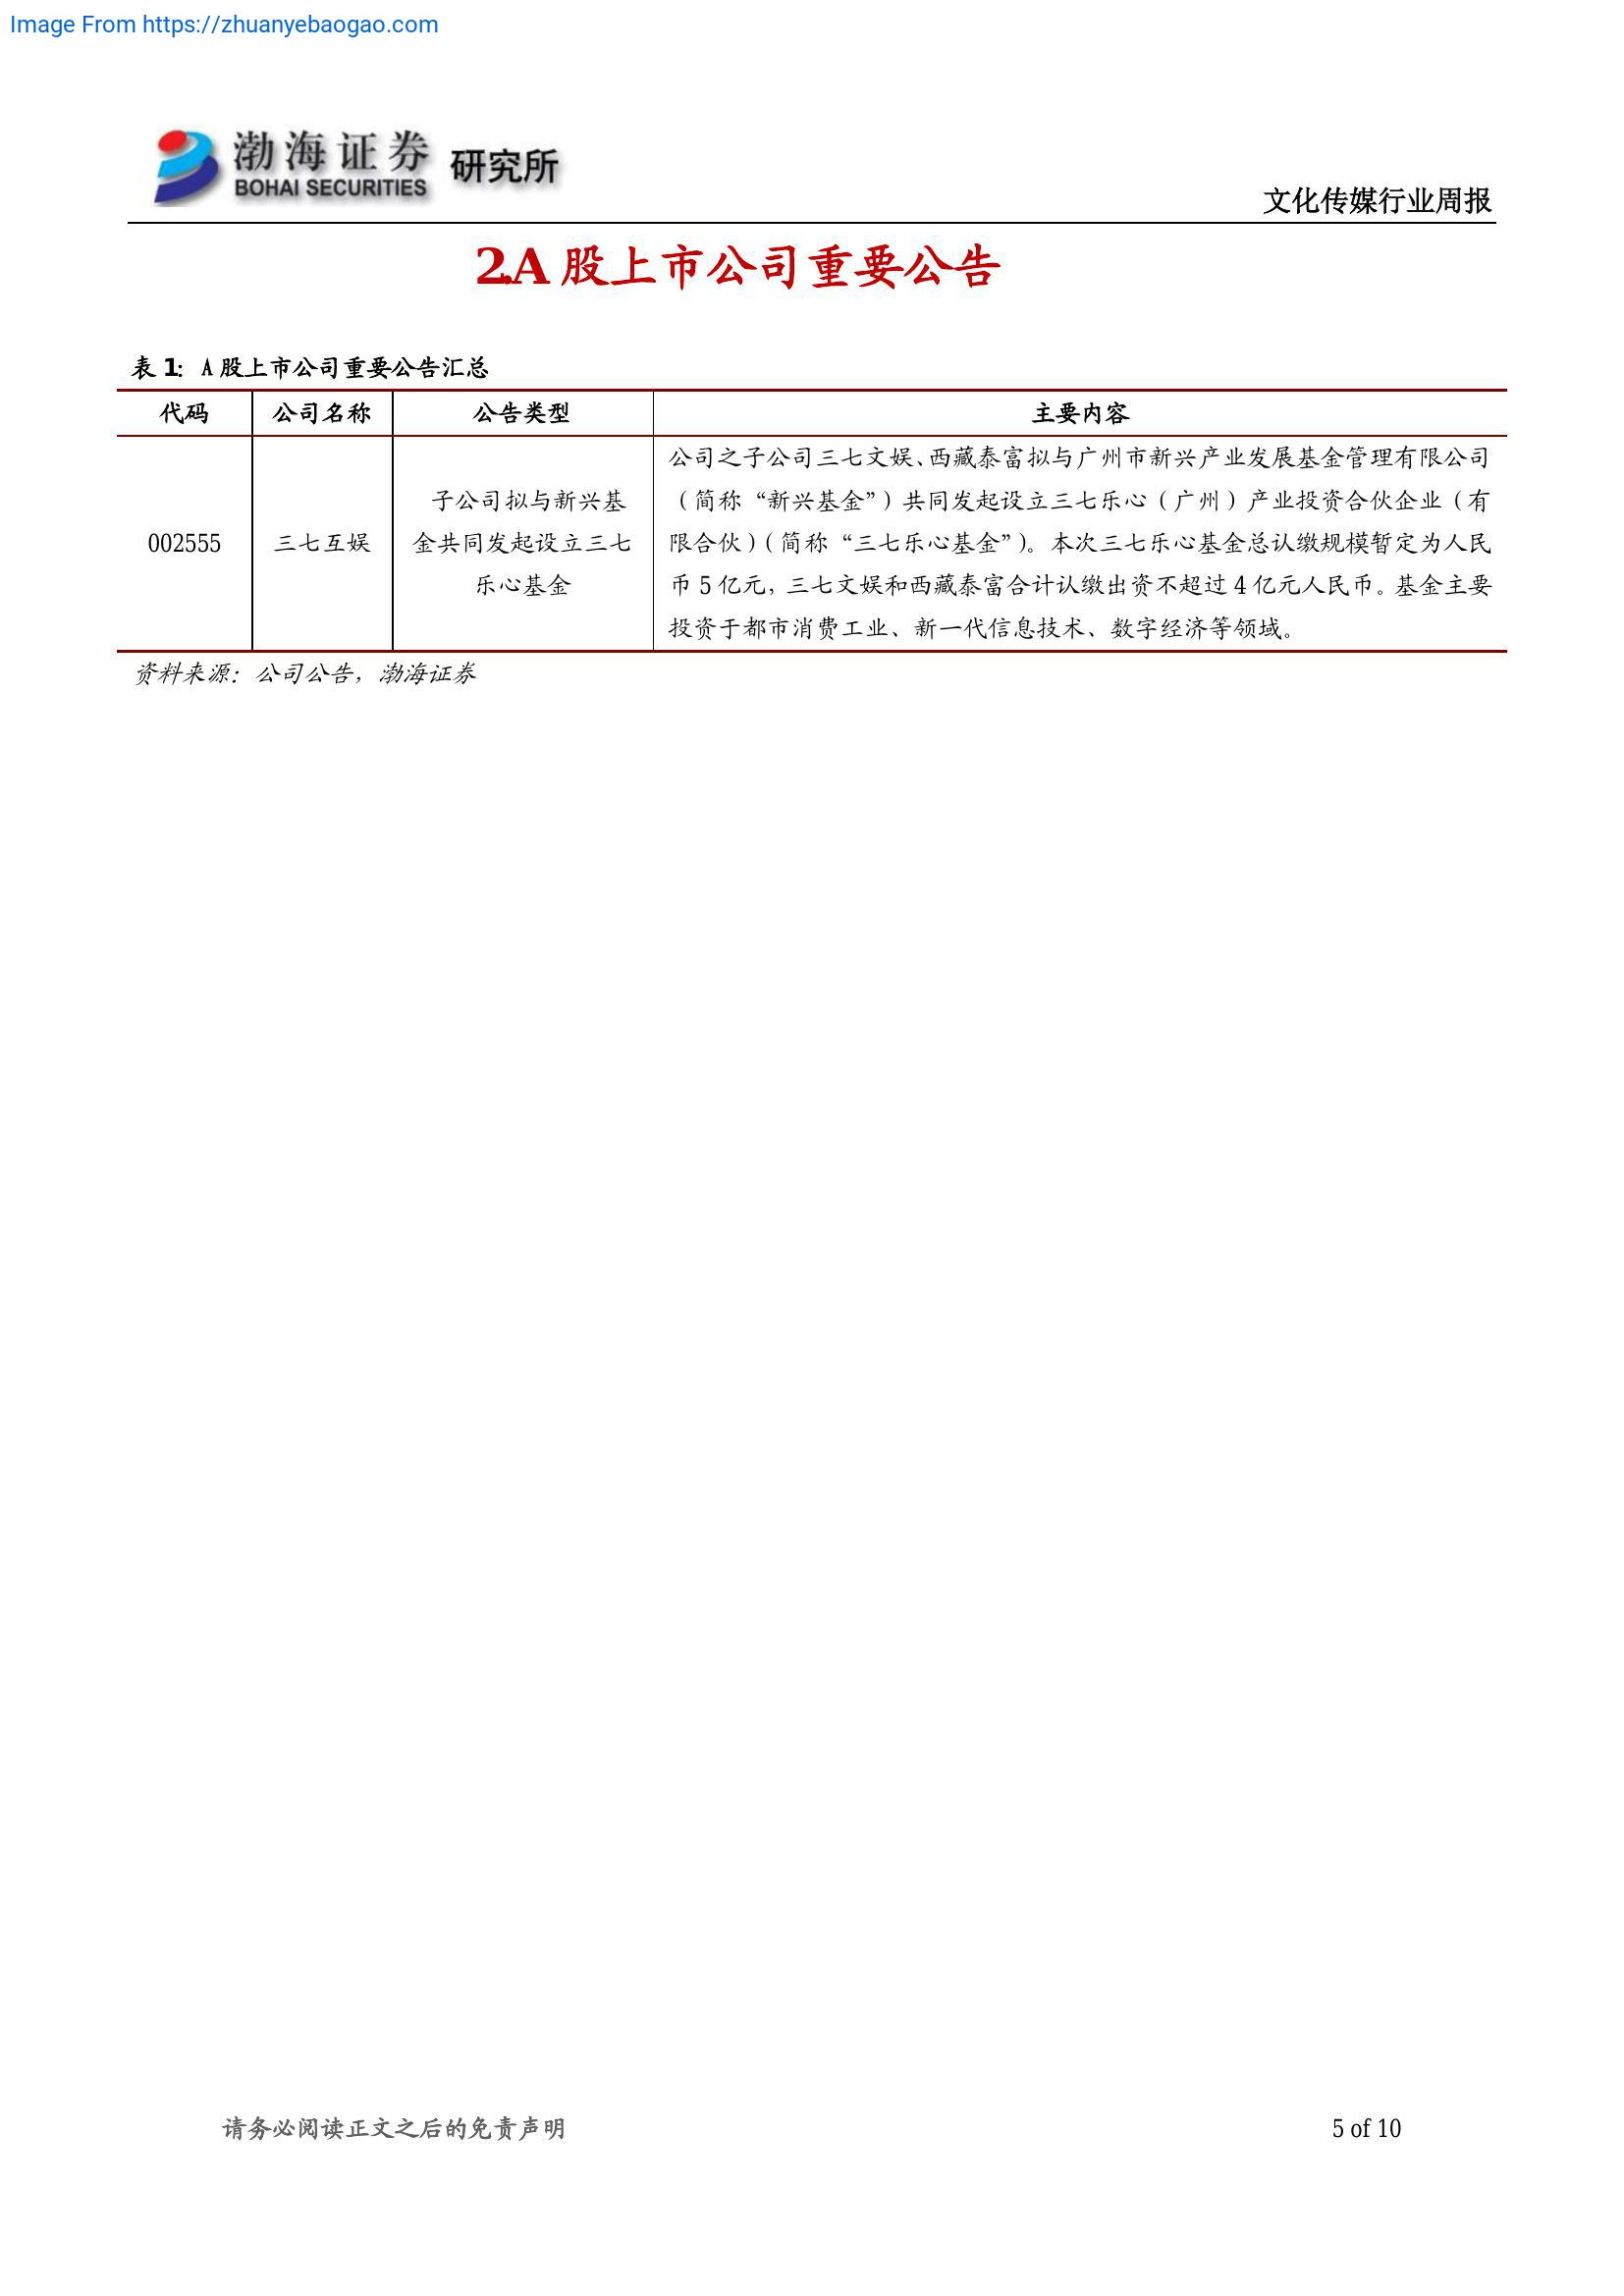 Image From https://zhuanyebaogao.com
渤海证券 研究所
BOHAI SECURITIES
文化传媒行业周报
2.A 股上市公司重要公告
表 1: A 股上市公司重要公告汇总
代码 公司名称 公告类型 主要内容
002555
三七互娱
子公司拟与新兴基
金共同发起设立三七
乐心基金
公司之子公司三七文娱、西藏泰富拟与广州市新兴产业发展基金管理有限公司
（简称“新兴基金”）共同发起设立三七乐心（广州）产业投资合伙企业（有
限合伙）（简称“三七乐心基金”）。本次三七乐心基金总认缴规模暂定为人民
币 5 亿元，三七文娱和西藏泰富合计认缴出资不超过 4 亿元人民币。基金主要
投资于都市消费工业、新一代信息技术、数字经济等领域。
资料来源：公司公告，渤海证券
请务必阅读正文之后的免责声明
5 of 10